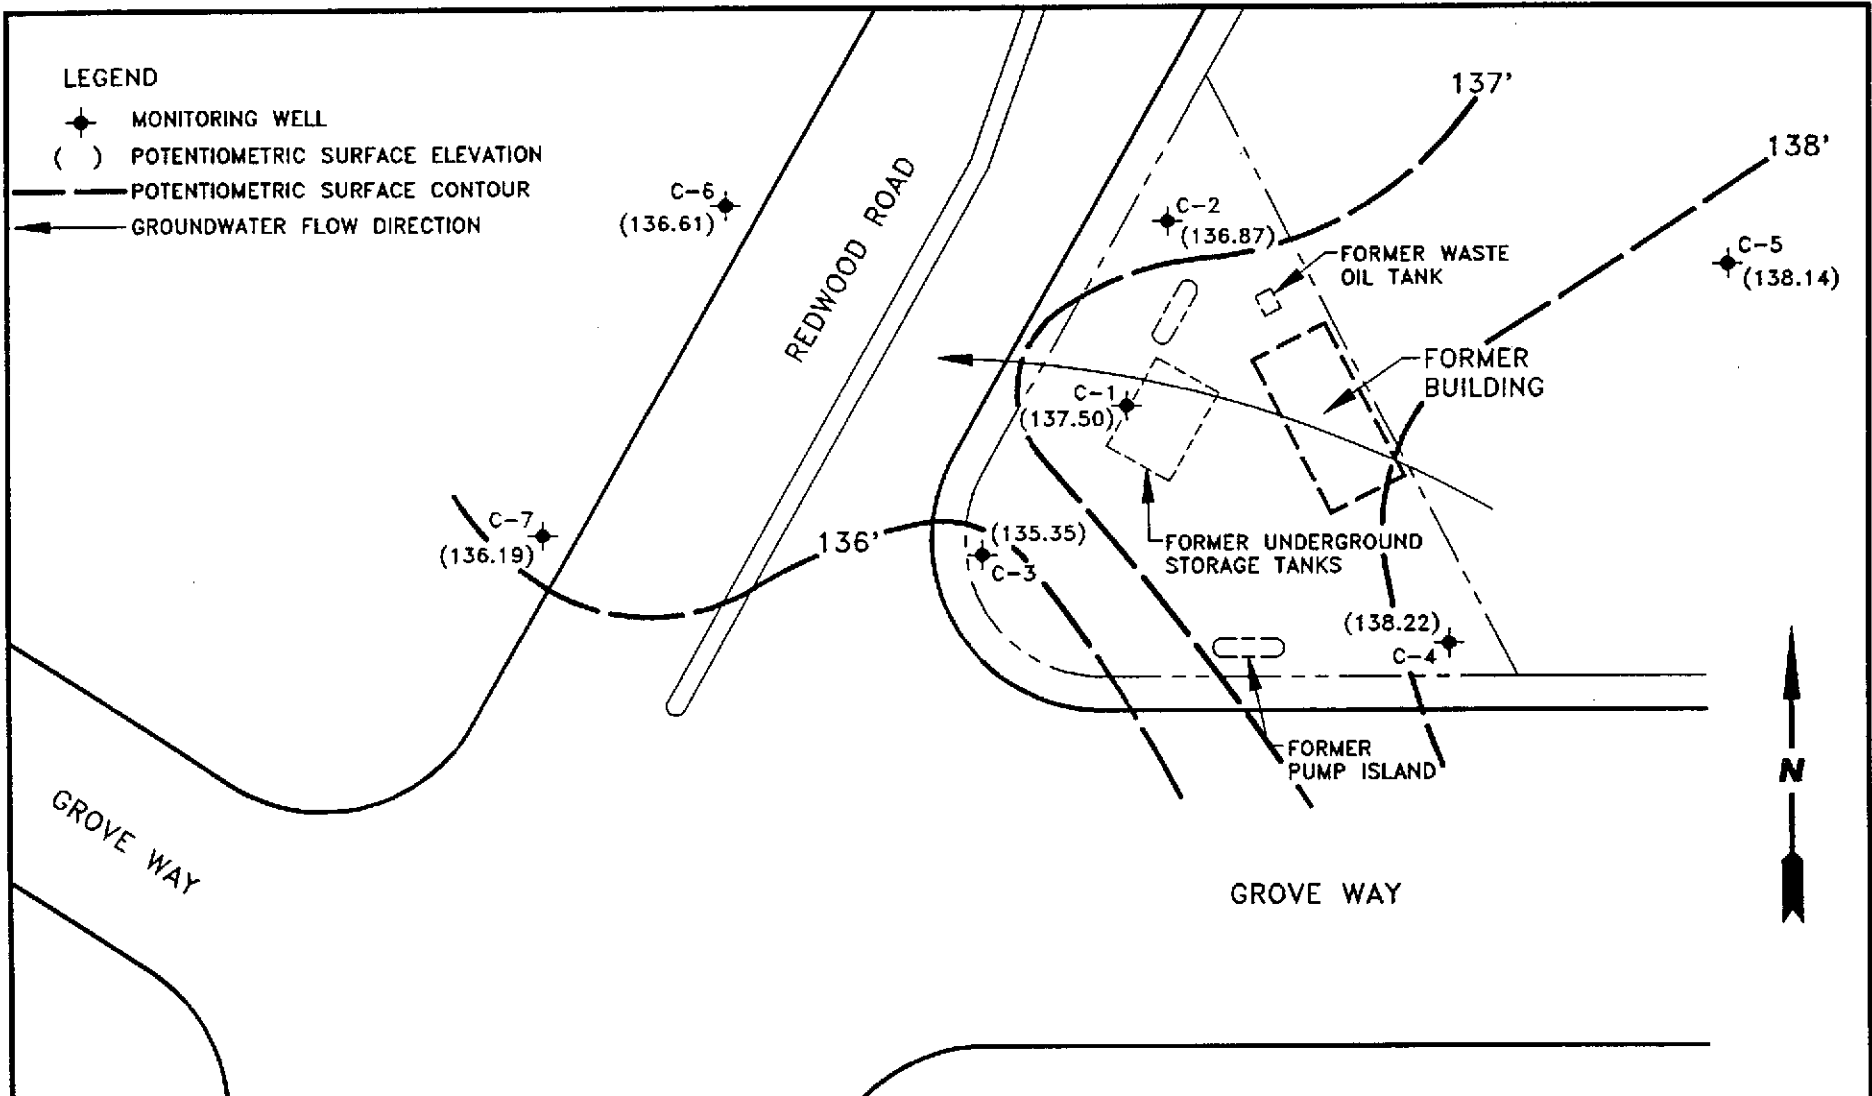 LEGEND
MONITORING WELL
( ) POTENTIOMETRIC SURFACE ELEVATION
POTENTIOMETRIC SURFACE CONTOUR
GROUNDWATER FLOW DIRECTION
137'
138'
C-6
(136.61)
REDWOOD ROAD
C-2
(136.87)
FORMER WASTE
OIL TANK
C-5
(138.14)
FORMER
BUILDING
C-1
(137.50)
C-7
(136.19)
136'
(135.35)
C-3
FORMER UNDERGROUND
STORAGE TANKS
(138.22)
C-4
FORMER
PUMP ISLAND
N
GROVE WAY
GROVE WAY